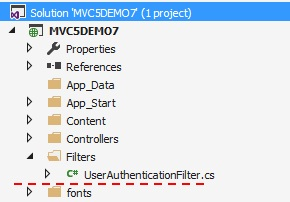 Solution 'MVC5DEMO7' (1 project)
MVC5DEMO7
Properties
References
App_Data
App_Start
Content
Controllers
Filters
C# UserAuthenticationFilter.cs
fonts